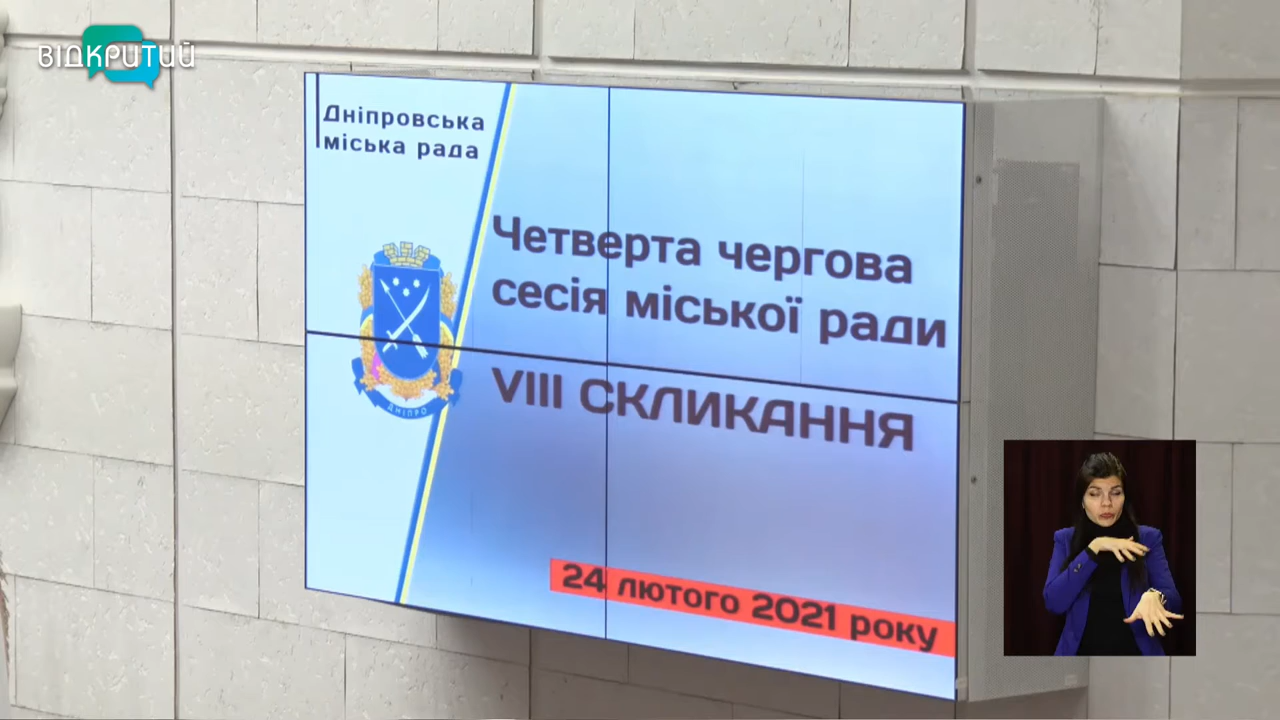 ВІДКРИТИЙ
Дніпровська
міська рада
Четверта чергова
сесія міської ради
VIII СКЛИКАННЯ
ДНІПРО
24 лютого 2021 року